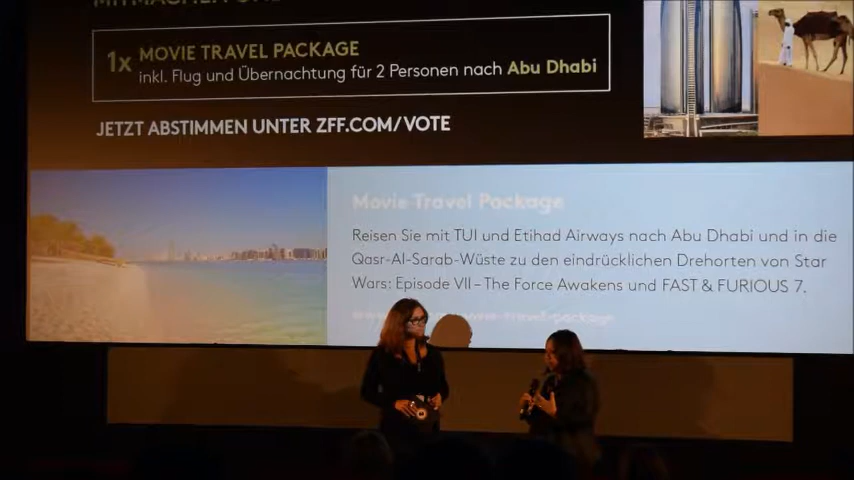 MITMACHEN
1x MOVIE TRAVEL PACKAGE
inkl. Flug und Übernachtung für 2 Personen nach Abu Dhabi
JETZT ABSTIMMEN UNTER ZFF.COM/VOTE
Movie Travel Package
Reisen Sie mit TUI und Etihad Airways nach Abu Dhabi und in die
Qasr-Al-Sarab-Wüste zu den eindrücklichen Drehorten von Star
Wars: Episode VII – The Force Awakens und FAST & FURIOUS 7.